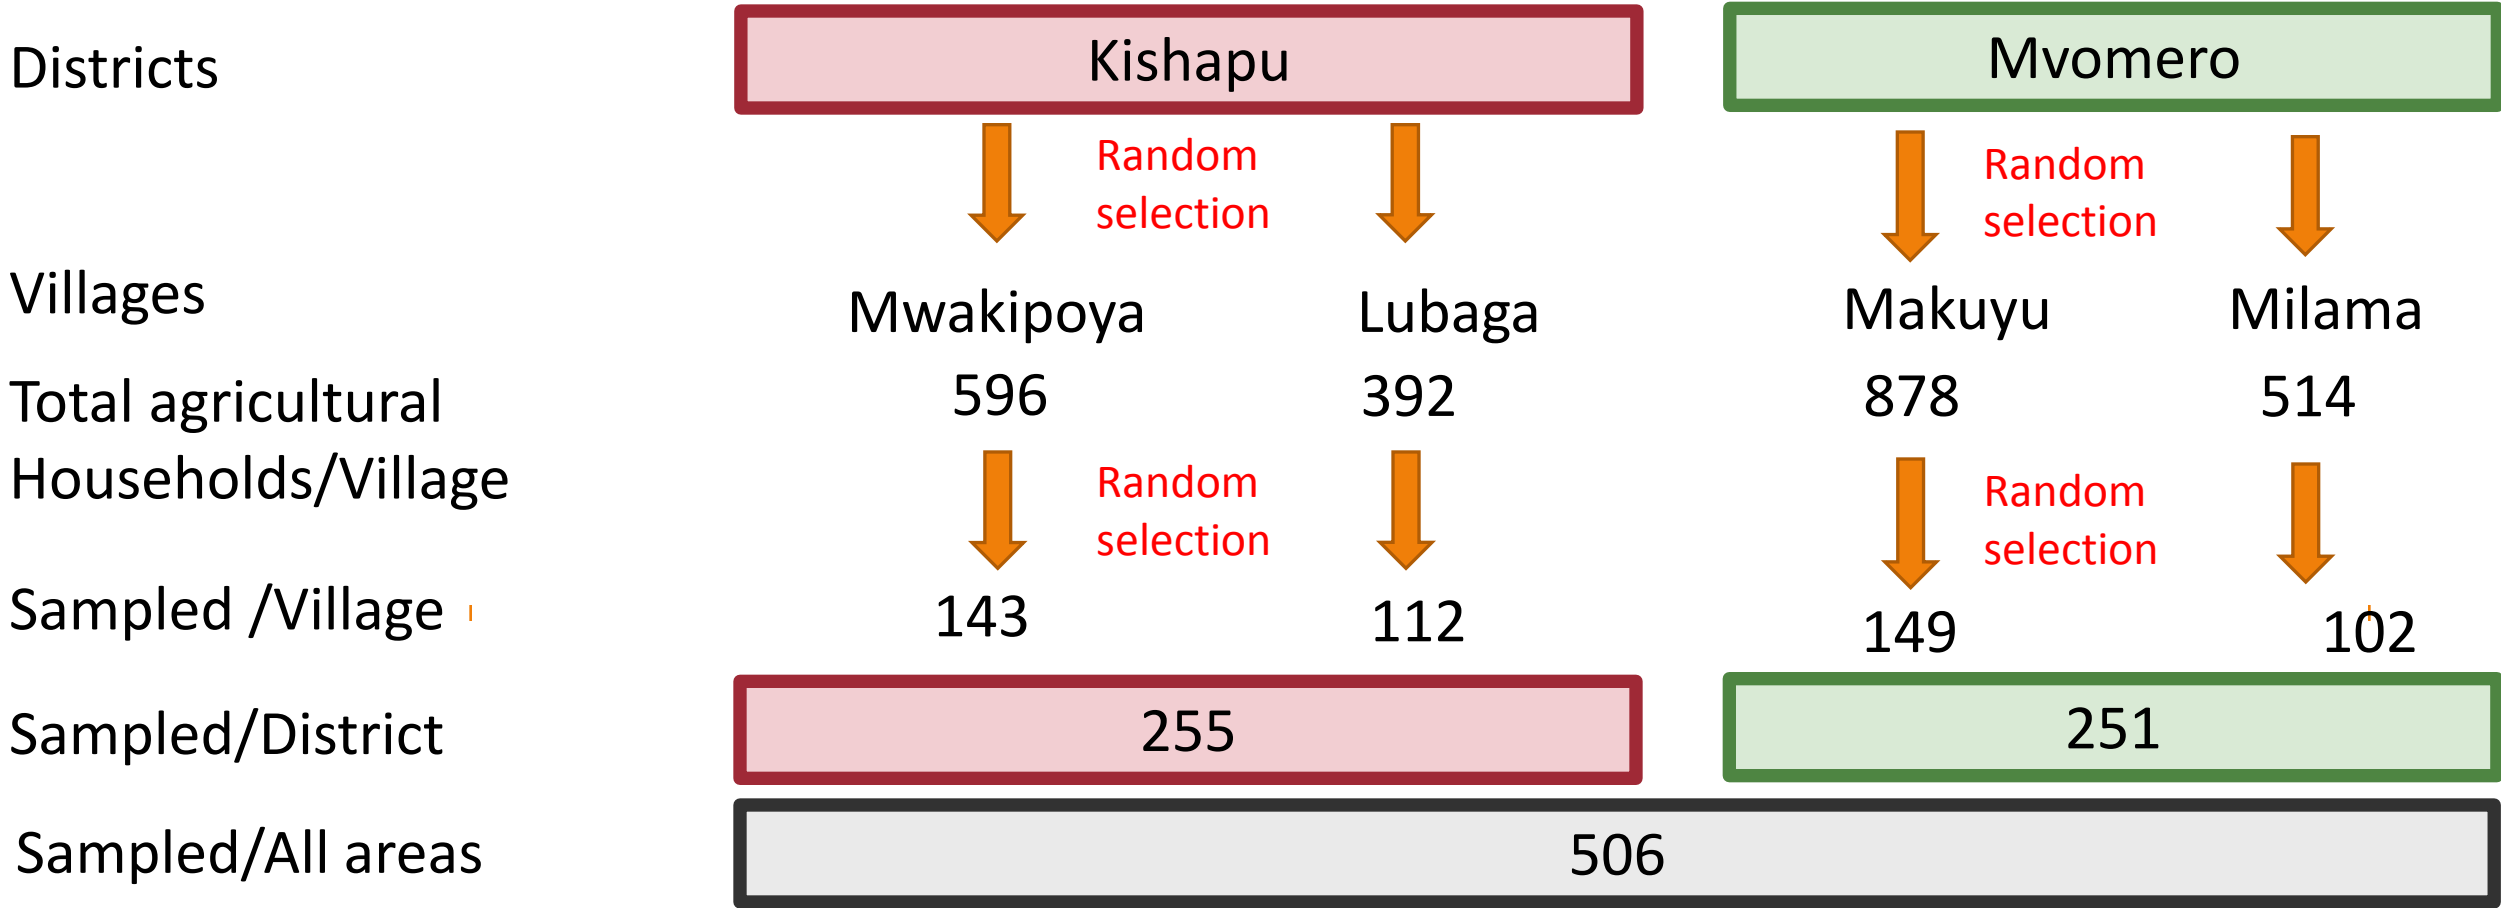 Districts
Kishapu
Mvomero
Random
selection
Random
selection
Villages
Mwakipoya
Lubaga
Makuyu
Milama
Total agricultural
Households/Village
596
392
878
514
Random
selection
Random
selection
Sampled /Village
143
112
149
102
Sampled/District
255
251
Sampled/All areas
506